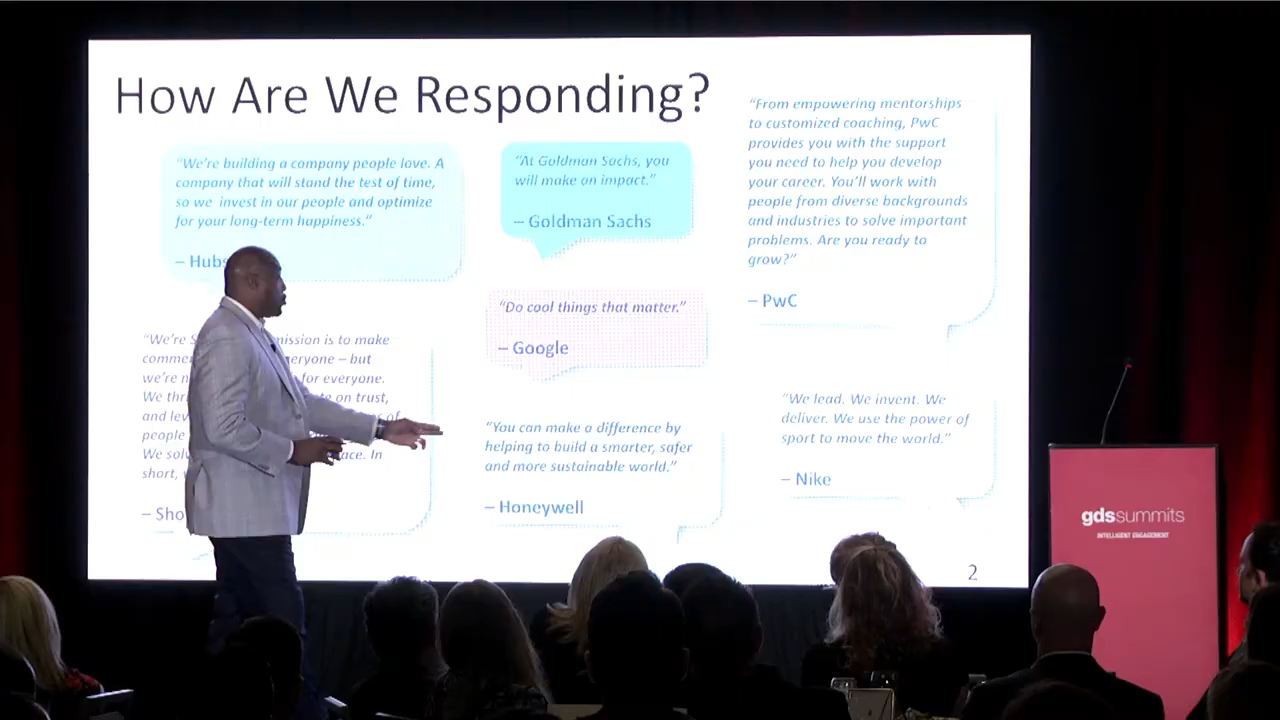 How Are We Responding?
"We're building a company people love. A
company that will stand the test of time,
so we invest in our people and optimize
for your long-term happiness."
– Hubs
"At Goldman Sachs, you
will make an impact."
– Goldman Sachs
"From empowering mentorships
to customized coaching, PwC
provides you with the support
you need to help you develop
your career. You'll work with
people from diverse backgrounds
and industries to solve important
problems. Are you ready to
grow?"
– PwC
"We're S mission is to make
comme eryone – but
we're n for everyone.
We thr te on trust,
and lev of
people
We sol ace. In
short,
– Sho
"Do cool things that matter."
– Google
"You can make a difference by
helping to build a smarter, safer
and more sustainable world."
– Honeywell
"We lead. We invent. We
deliver. We use the power of
sport to move the world."
– Nike
2
gdssummits
INTELLIGENT ENGAGEMENT